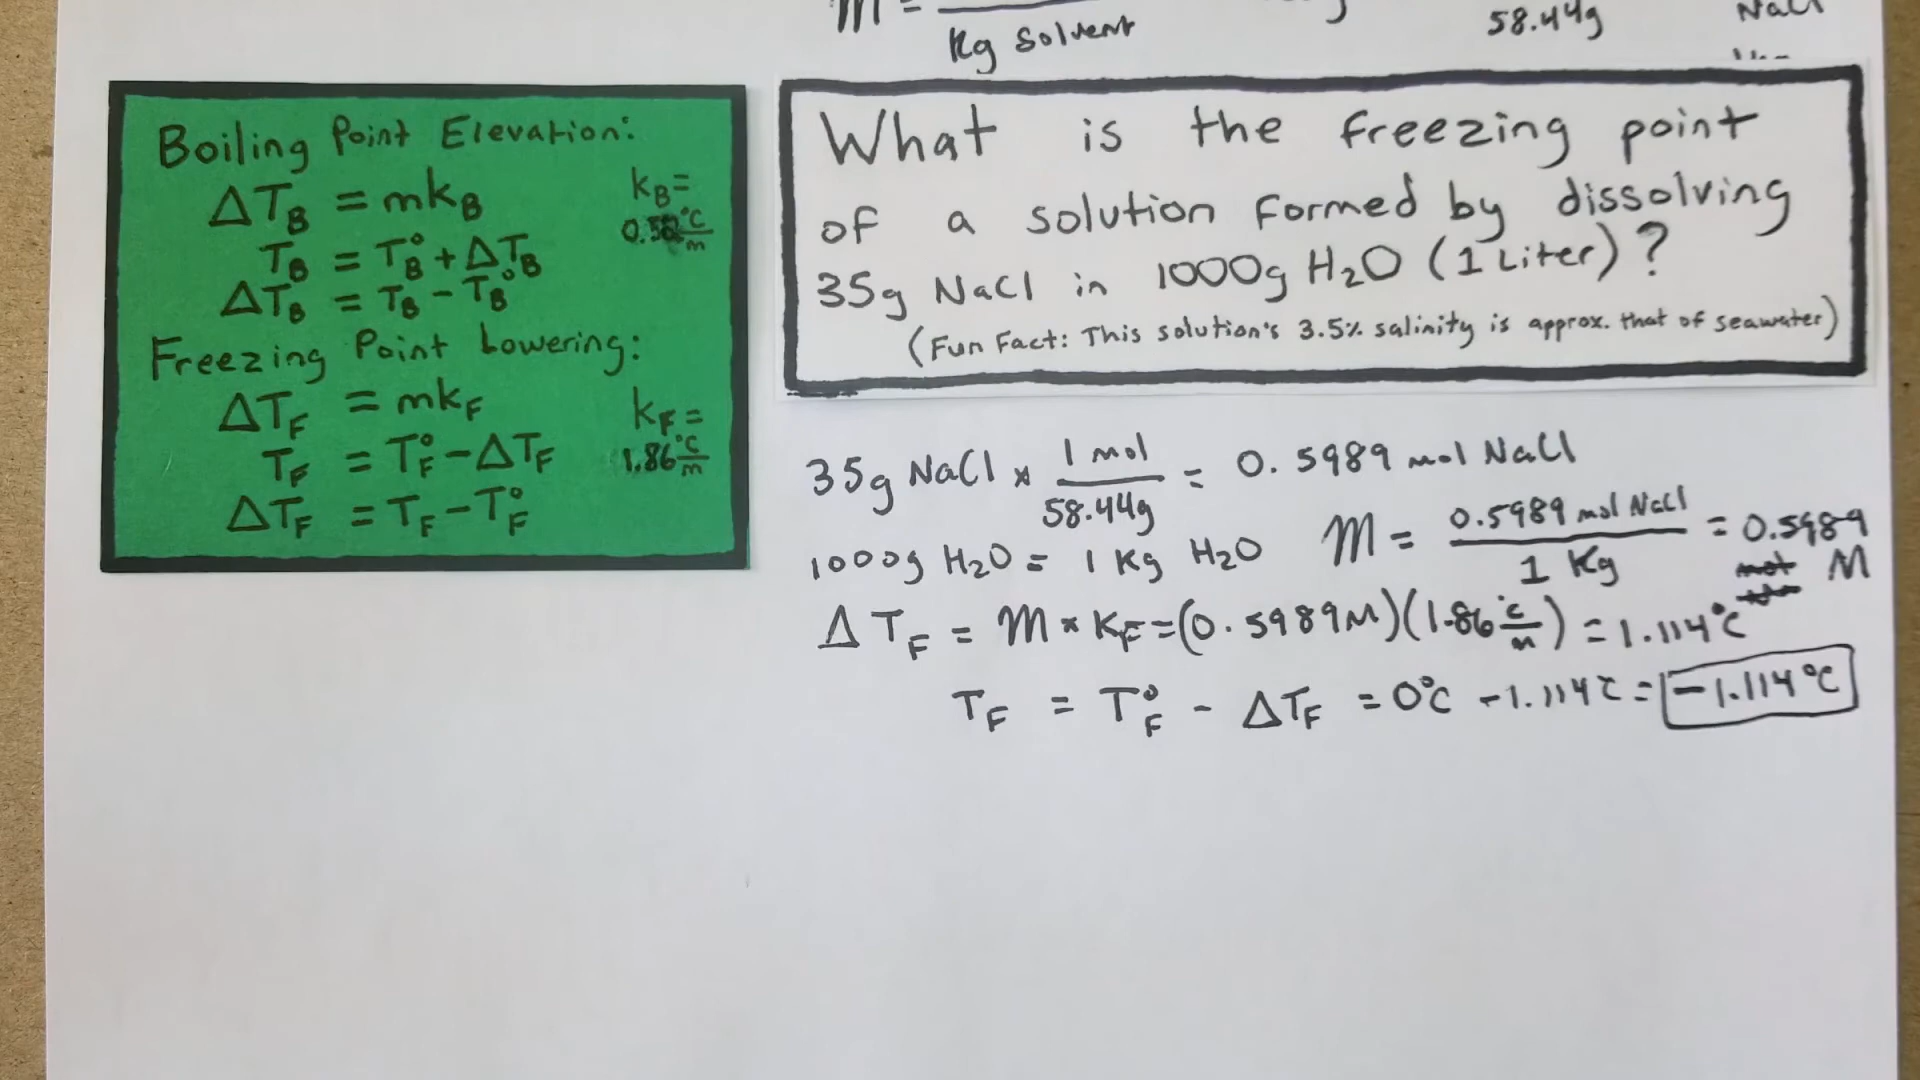 m =
Kg Solvent
58.44g
NaCl
Boiling Point Elevation:
ΔT_B = mk_B
k_B =
T_B = T°_B + ΔT_B
°C/m
ΔT_B = T_B - T°_B
Freezing Point Lowering:
ΔT_F = mk_F
k_F =
T_F = T°_F - ΔT_F
1.86 °C/m
ΔT_F = T_F - T°_F
What is the freezing point
of a solution formed by dissolving
35g NaCl in 1000g H2O (1 Liter)?
(Fun Fact: This solution's 3.5% salinity is approx. that of seawater)
35g NaCl × 1 mol/58.44g = 0.5989 mol NaCl
1000g H2O = 1 Kg H2O m = 0.5989 mol NaCl/1 Kg = 0.5989 M
ΔT_F = m × K_F = (0.5989M)(1.86 °C/m) = 1.114°C
T_F = T°_F - ΔT_F = 0°C - 1.114°C = -1.114°C